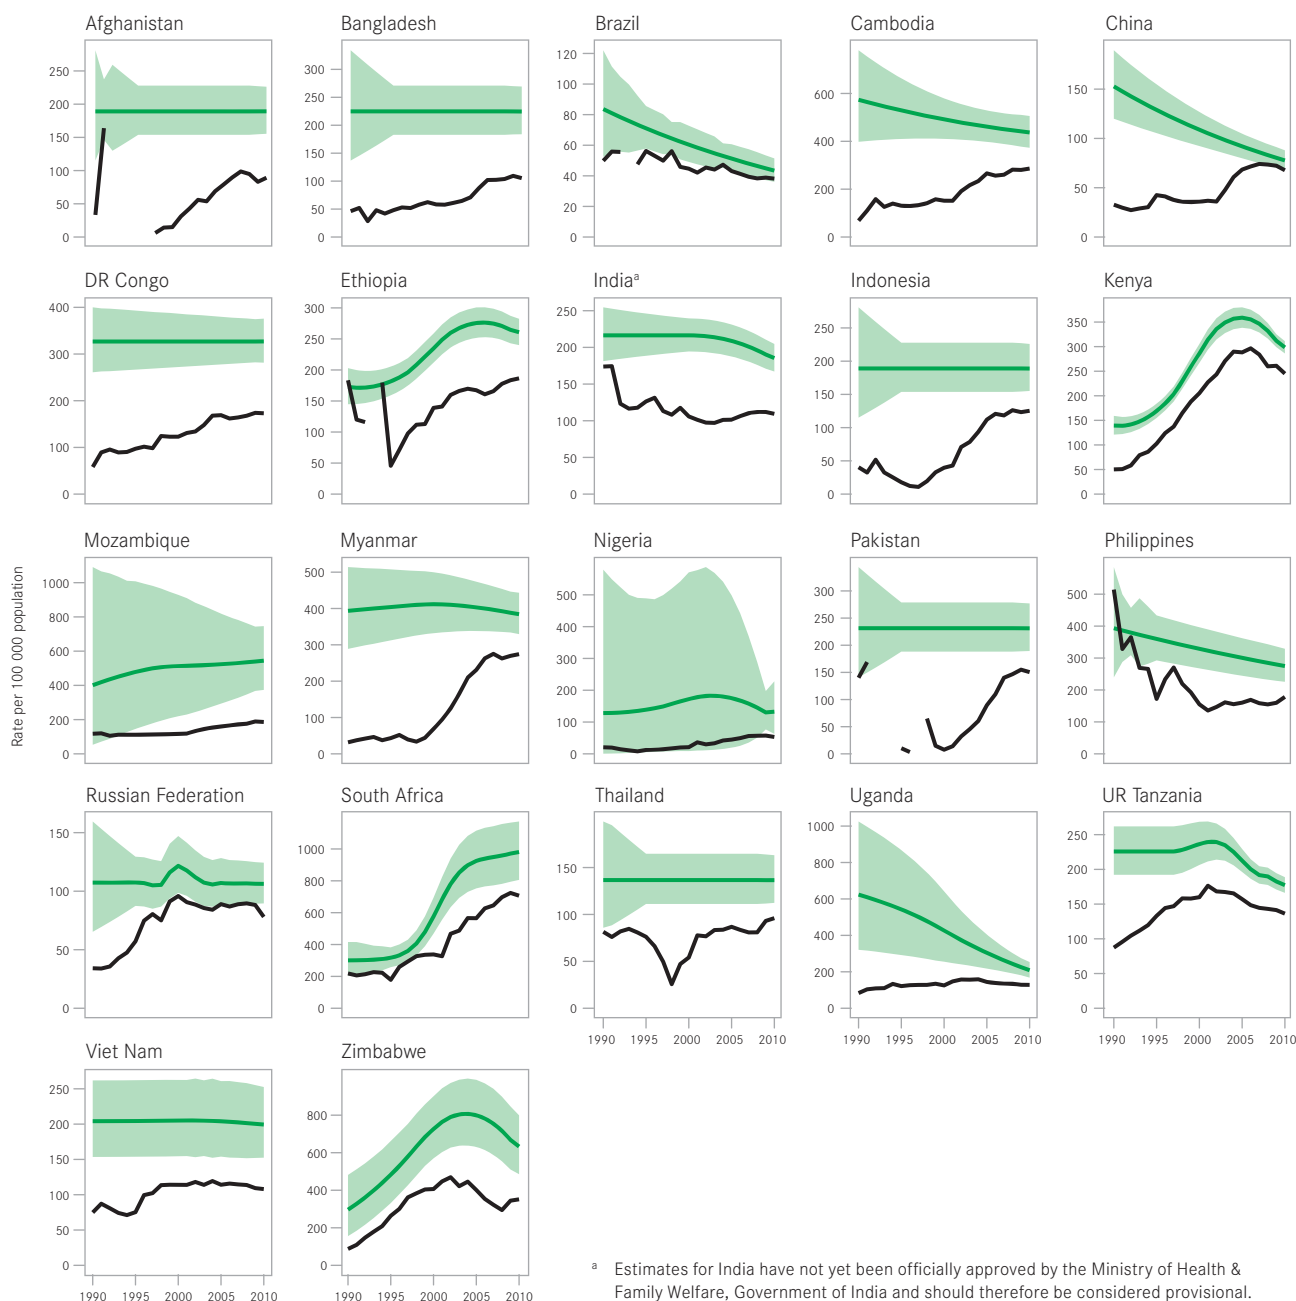 Afghanistan Bangladesh Brazil Cambodia China
250 200 150 100 50 0
300 250 200 150 100 50 0
120 100 80 60 40 20 0
600 400 200 0
150 100 50 0
DR Congo Ethiopia Indiaᵃ Indonesia Kenya
400 300 200 100 0
300 250 200 150 100 50 0
250 200 150 100 50 0
250 200 150 100 50 0
350 300 250 200 150 100 50 0
Rate per 100 000 population
Mozambique Myanmar Nigeria Pakistan Philippines
1000 800 600 400 200 0
500 400 300 200 100 0
500 400 300 200 100 0
300 250 200 150 100 50 0
500 400 300 200 100 0
Russian Federation South Africa Thailand Uganda UR Tanzania
150 100 50 0
1000 800 600 400 200 0
150 100 50 0
1000 800 600 400 200 0
250 200 150 100 50 0
1990 1995 2000 2005 2010
1990 1995 2000 2005 2010
1990 1995 2000 2005 2010
Viet Nam Zimbabwe
250 200 150 100 50 0
800 600 400 200 0
1990 1995 2000 2005 2010
1990 1995 2000 2005 2010
ᵃ Estimates for India have not yet been officially approved by the Ministry of Health &
Family Welfare, Government of India and should therefore be considered provisional.